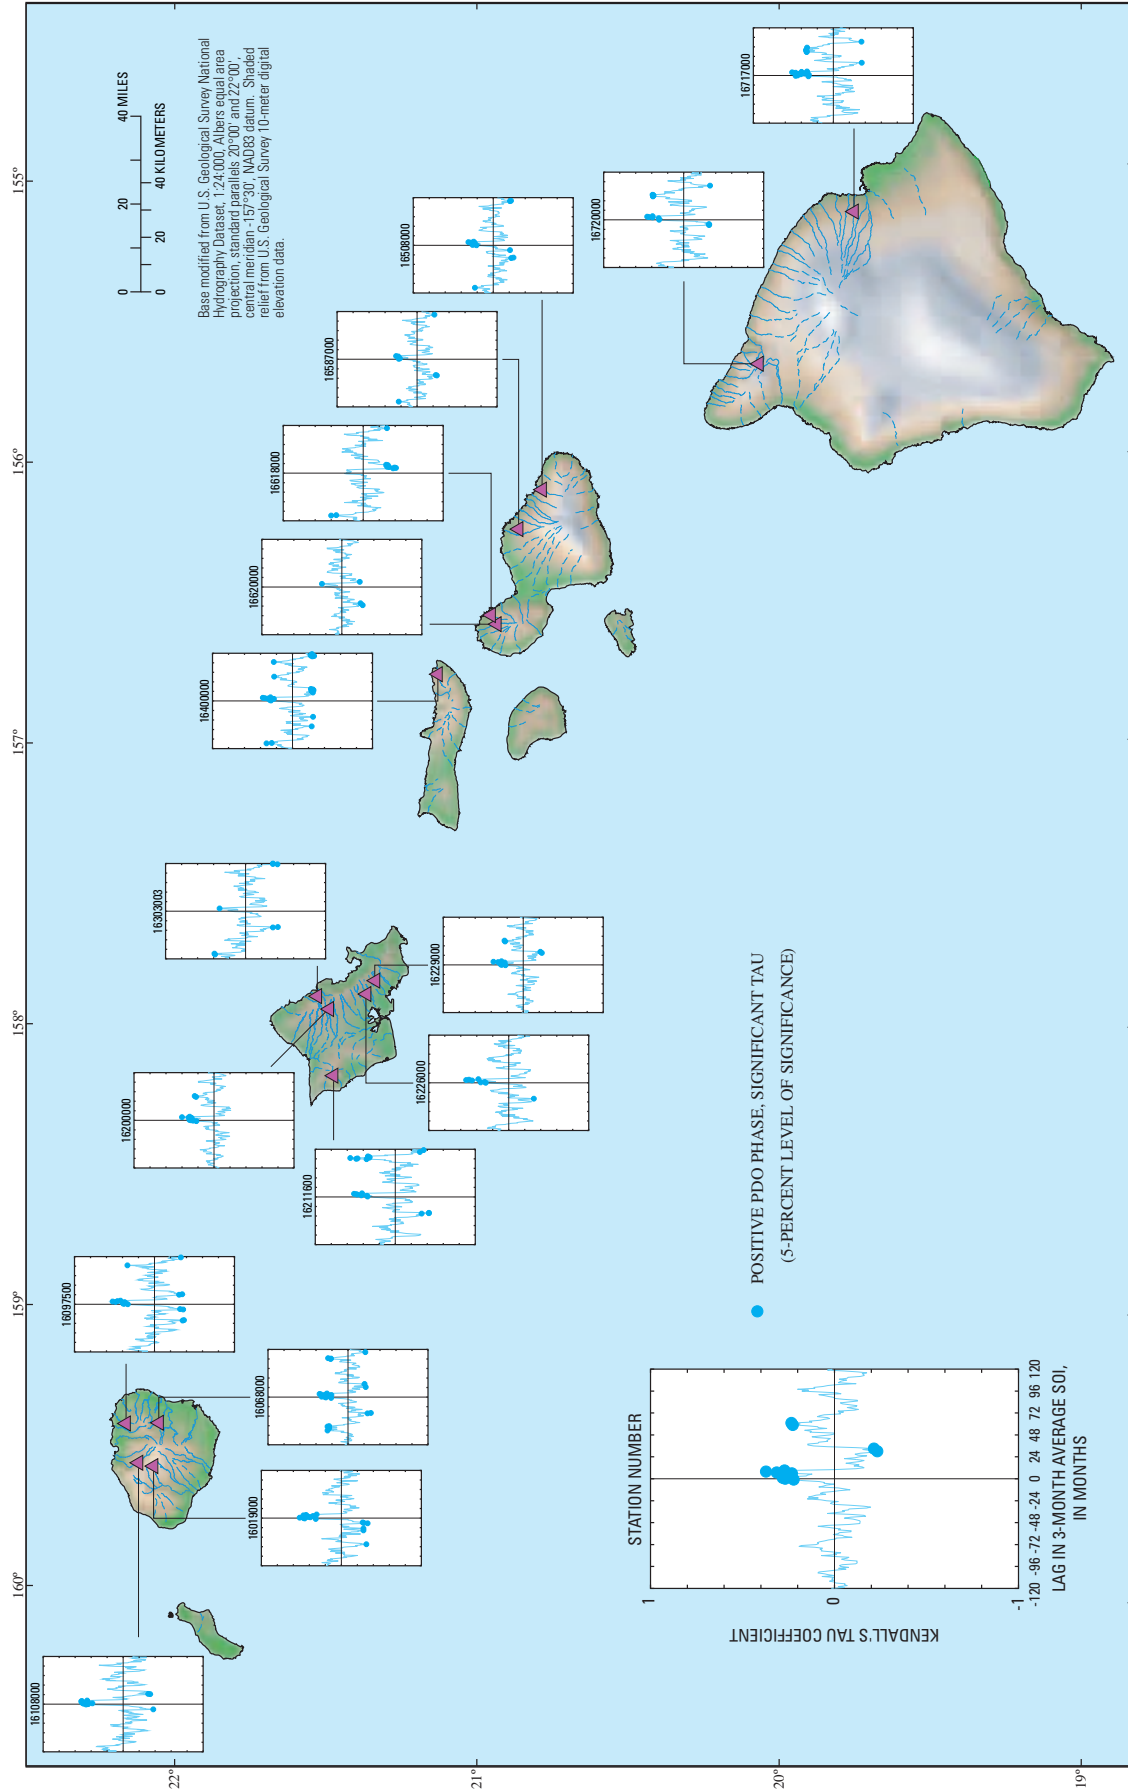 160°
159°
158°
157°
156°
155°
22°
21°
20°
19°
16108000
16019000
16068000
16097500
16211600
16200000
16226000
16229000
16303003
16400000
16620000
16618000
16587000
16508000
16720000
16717000
0 20 40 MILES
0 20 40 KILOMETERS
Base modified from U.S. Geological Survey National
Hydrography Dataset, 1:24:000, Albers equal area
projection, standard parallels 20°00' and 22°00',
central meridian -157°30', NAD83 datum. Shaded
relief from U.S. Geological Survey 10-meter digital
elevation data.
STATION NUMBER
KENDALL'S TAU COEFFICIENT
1
0
-1
-120 -96 -72 -48 -24 0 24 48 72 96 120
LAG IN 3-MONTH AVERAGE SOI,
IN MONTHS
POSITIVE PDO PHASE, SIGNIFICANT TAU
(5-PERCENT LEVEL OF SIGNIFICANCE)